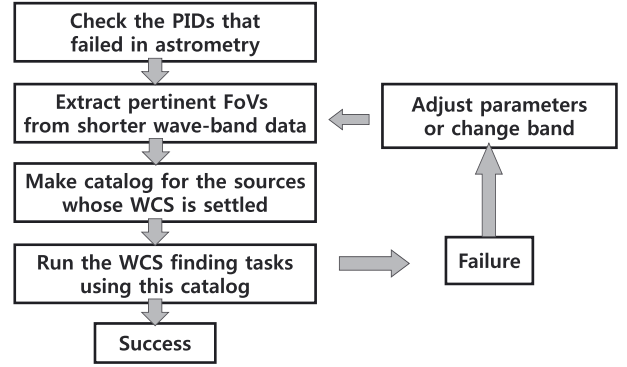 Check the PIDs that
failed in astrometry
Extract pertinent FoVs
from shorter wave-band data
Make catalog for the sources
whose WCS is settled
Run the WCS finding tasks
using this catalog
Success
Adjust parameters
or change band
Failure